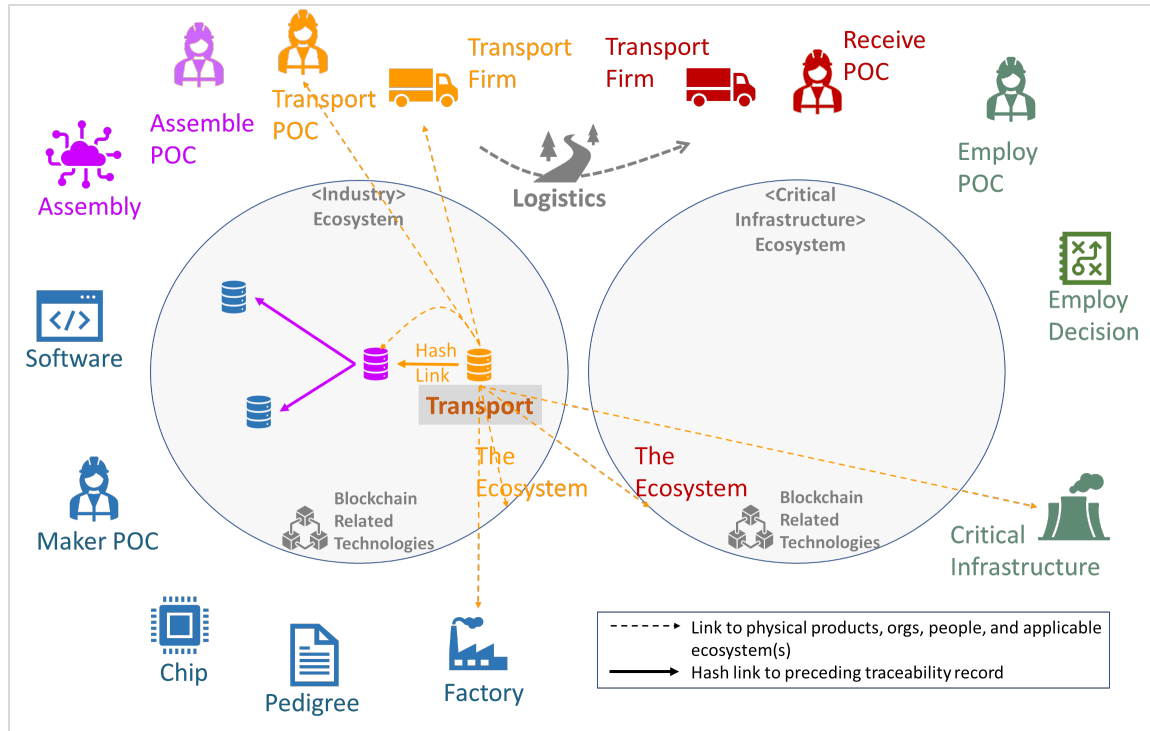 Transport
Firm
Transport
Firm
Receive
POC
Transport
POC
Assemble
POC
Employ
POC
Assembly
Logistics
<Industry>
Ecosystem
<Critical
Infrastructure>
Ecosystem
Employ
Decision
</>
Software
Hash
Link
Transport
The
Ecosystem
The
Ecosystem
Blockchain
Related
Technologies
Blockchain
Related
Technologies
Maker POC
Critical
Infrastructure
Chip
Pedigree
Factory
Link to physical products, orgs, people, and applicable
ecosystem(s)
Hash link to preceding traceability record